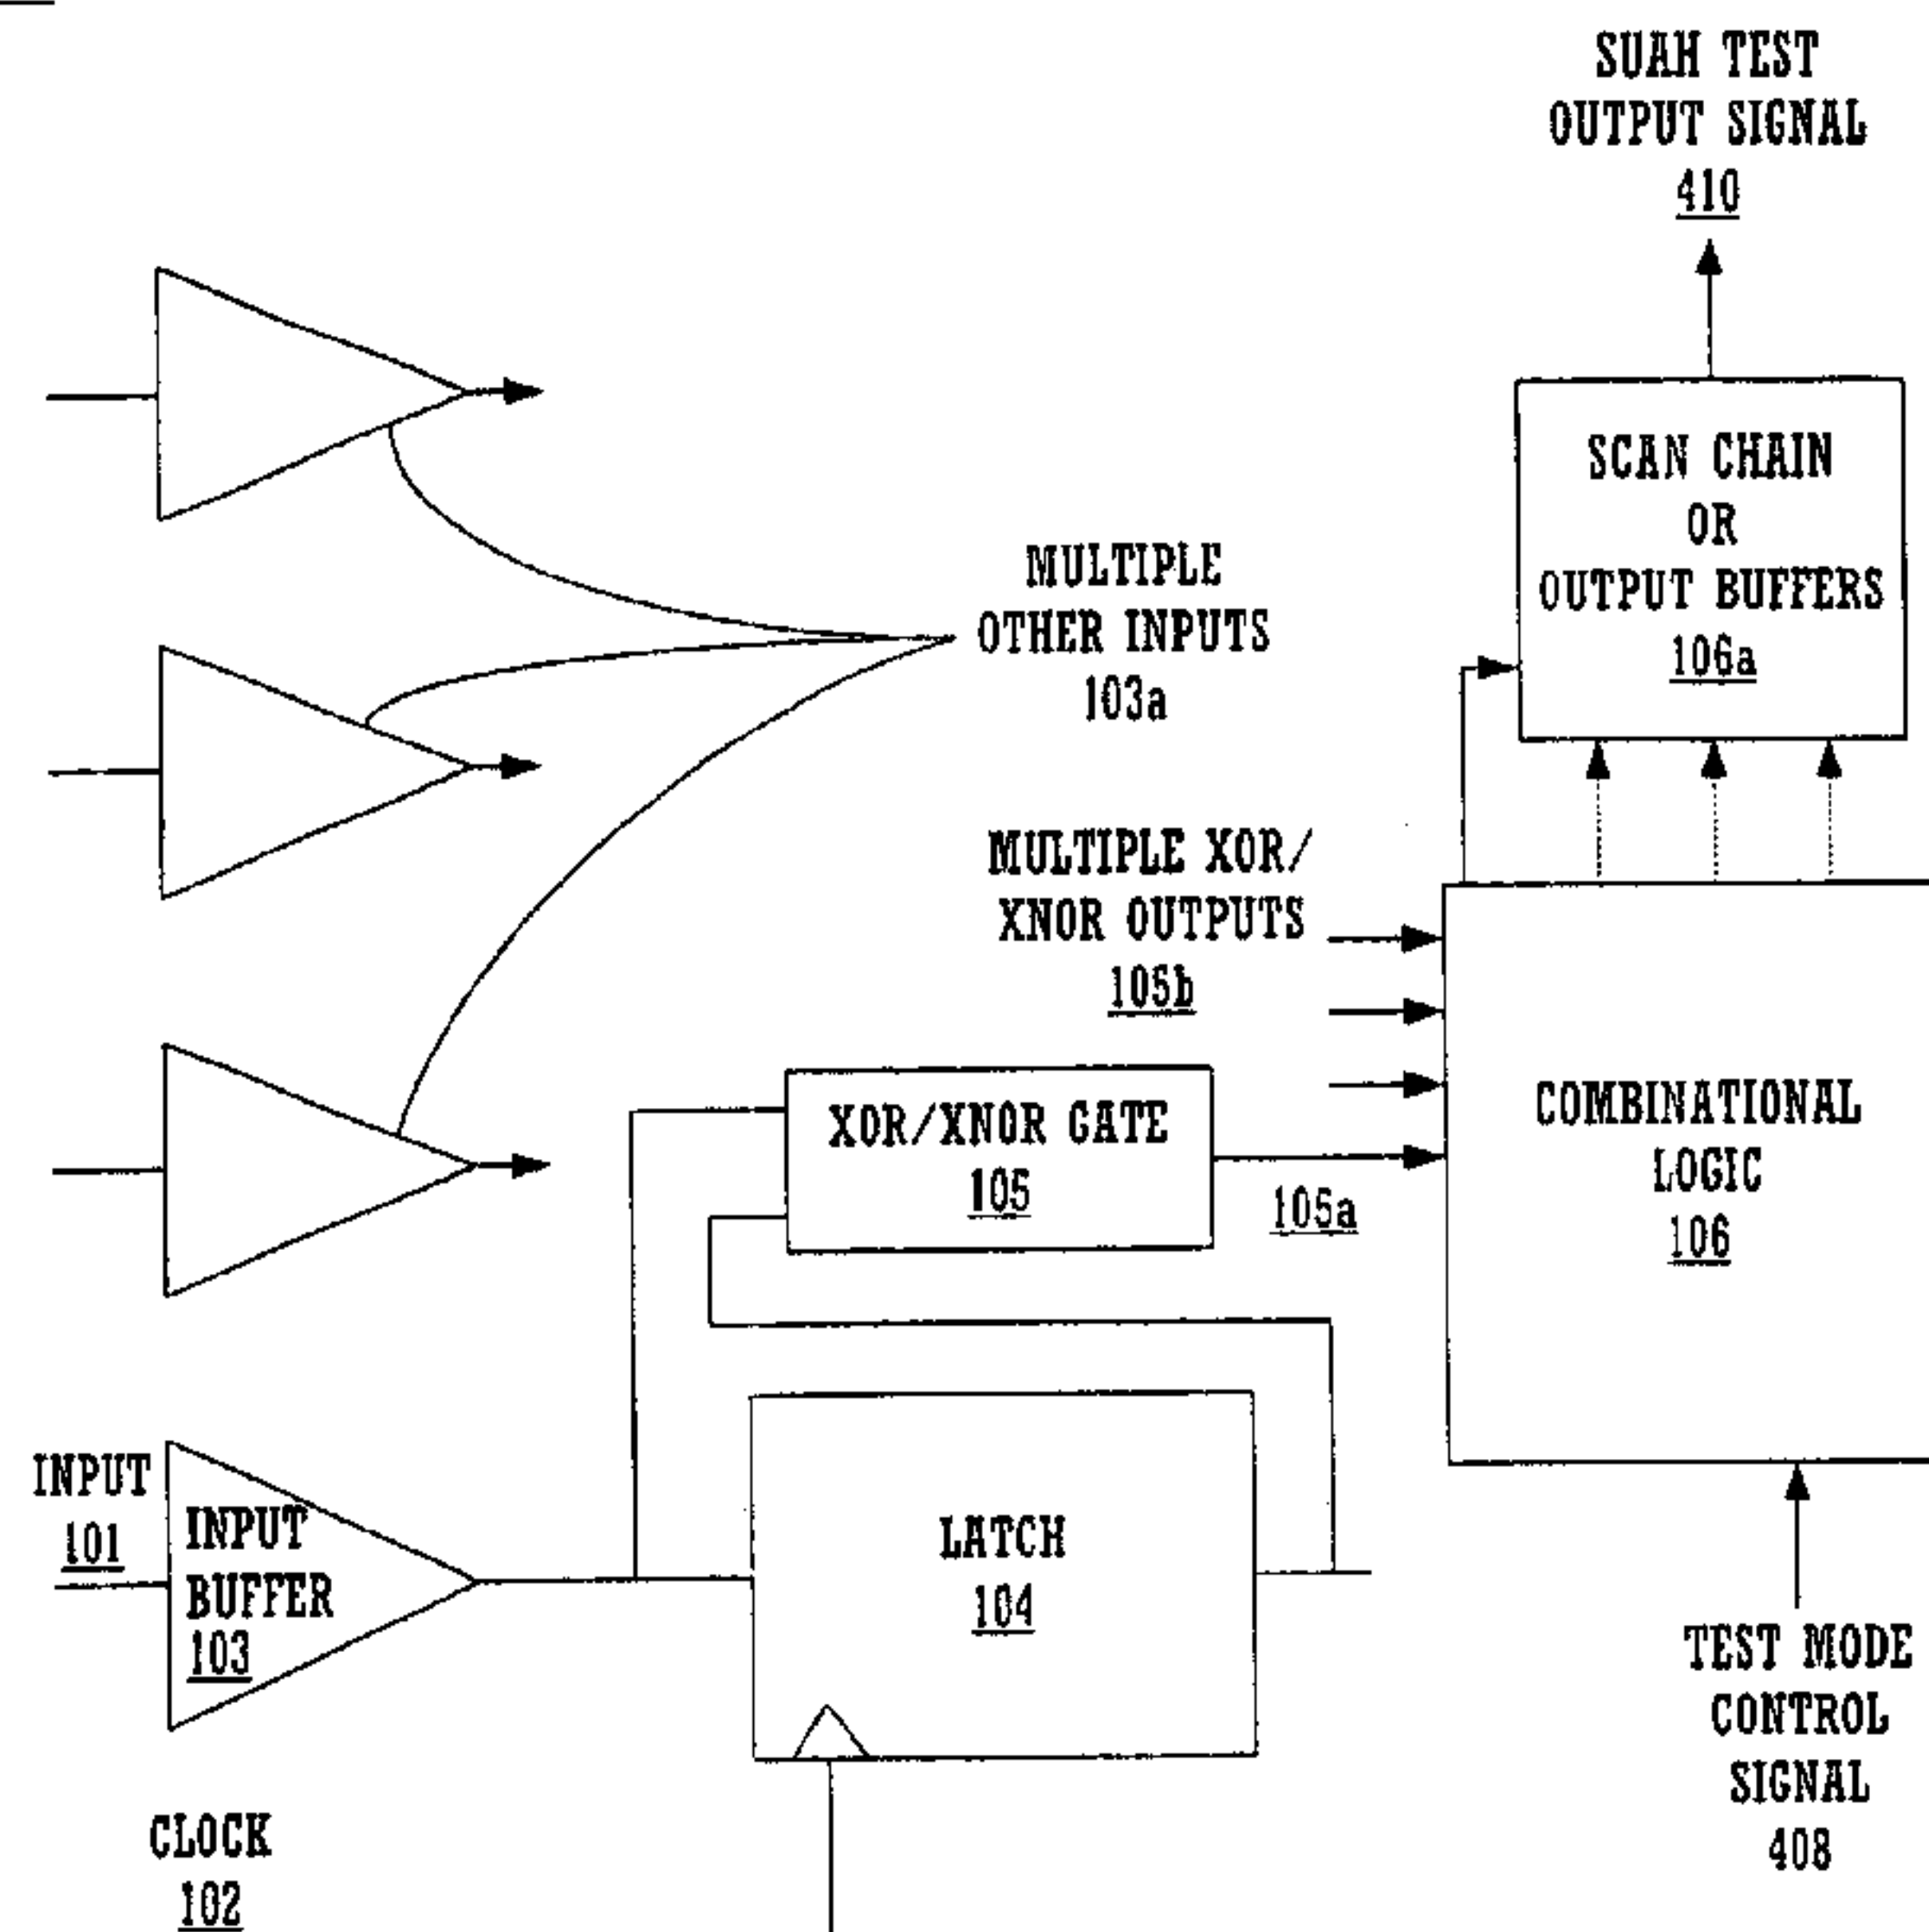 SUAH TEST
OUTPUT SIGNAL
410
SCAN CHAIN
OR
OUTPUT BUFFERS
106a
MULTIPLE
OTHER INPUTS
103a
MULTIPLE XOR/
XNOR OUTPUTS
105b
XOR/XNOR GATE
105
105a
COMBINATIONAL
LOGIC
106
INPUT
101
INPUT
BUFFER
103
LATCH
104
TEST MODE
CONTROL
SIGNAL
408
CLOCK
102